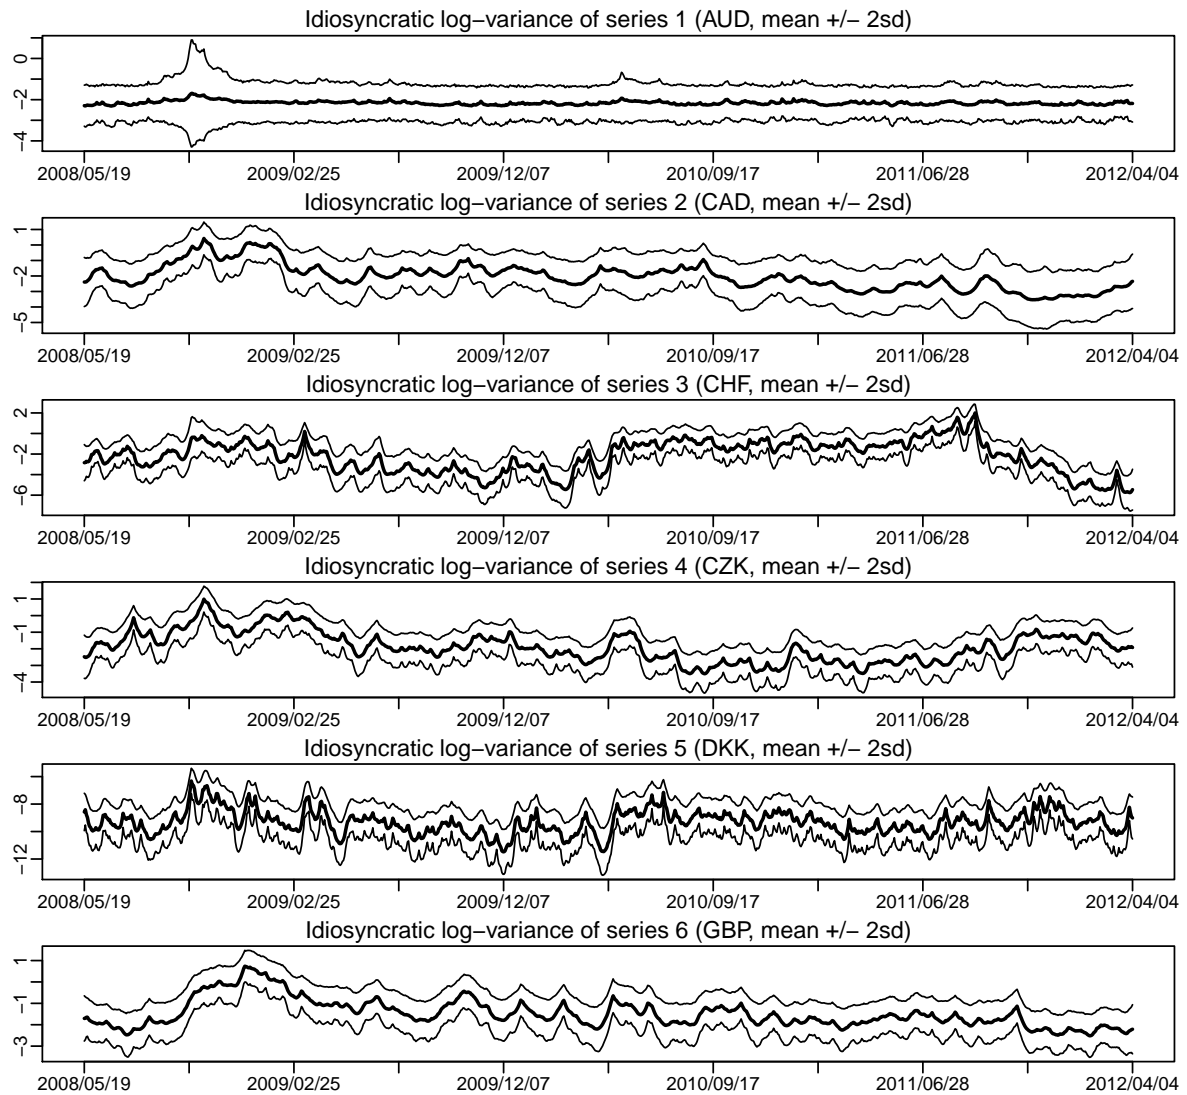 Idiosyncratic log−variance of series 1 (AUD, mean +/− 2sd)
0
−2
−4
2008/05/19 2009/02/25 2009/12/07 2010/09/17 2011/06/28 2012/04/04
Idiosyncratic log−variance of series 2 (CAD, mean +/− 2sd)
1
−2
−5
2008/05/19 2009/02/25 2009/12/07 2010/09/17 2011/06/28 2012/04/04
Idiosyncratic log−variance of series 3 (CHF, mean +/− 2sd)
2
−2
−6
2008/05/19 2009/02/25 2009/12/07 2010/09/17 2011/06/28 2012/04/04
Idiosyncratic log−variance of series 4 (CZK, mean +/− 2sd)
1
−1
−4
2008/05/19 2009/02/25 2009/12/07 2010/09/17 2011/06/28 2012/04/04
Idiosyncratic log−variance of series 5 (DKK, mean +/− 2sd)
−8
−12
2008/05/19 2009/02/25 2009/12/07 2010/09/17 2011/06/28 2012/04/04
Idiosyncratic log−variance of series 6 (GBP, mean +/− 2sd)
1
−1
−3
2008/05/19 2009/02/25 2009/12/07 2010/09/17 2011/06/28 2012/04/04